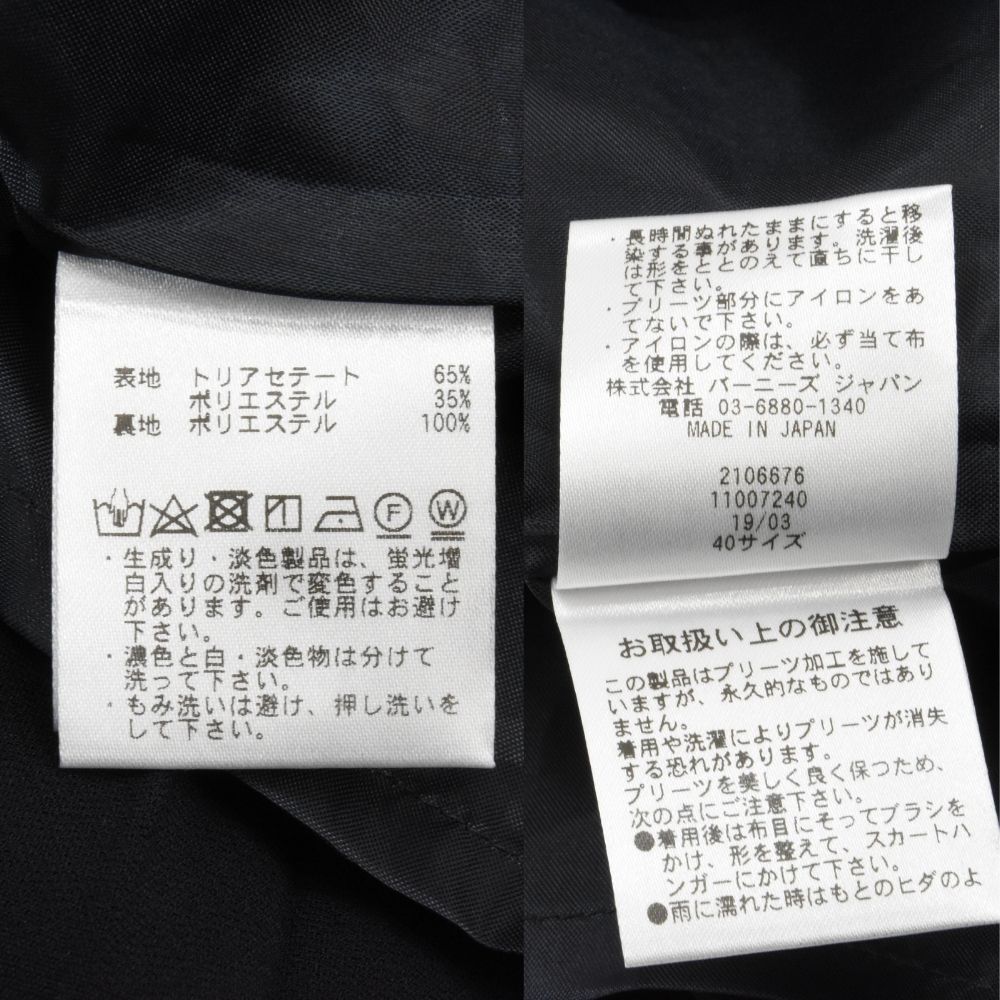 表地 トリアセテート 65%
ポリエステル 35%
裏地 ポリエステル 100%
F W
・生成り・淡色製品は、蛍光増
白入りの洗剤で変色すること
があります。ご使用はお避け
下さい。
・濃色と白・淡色物は分けて
洗って下さい。
・もみ洗いは避け、押し洗いを
して下さい。
・長時間ぬれたままにすると移
染する事があります。洗濯後
は形をととのえて直ちに干し
て下さい。
・プリーツ部分にアイロンをあ
てないで下さい。
・アイロンの際は、必ず当て布
を使用してください。
株式会社 バーニーズ ジャパン
電話 03-6880-1340
MADE IN JAPAN
2106676
11007240
19/03
40サイズ
お取扱い上の御注意
この製品はプリーツ加工を施して
いますが、永久的なものではあり
ません。
着用や洗濯によりプリーツが消失
する恐れがあります。
プリーツを美しく良く保つため、
次の点にご注意下さい。
●着用後は布目にそってブラシを
かけ、形を整えて、スカートハ
ンガーにかけて下さい。
●雨に濡れた時はもとのヒダのよ